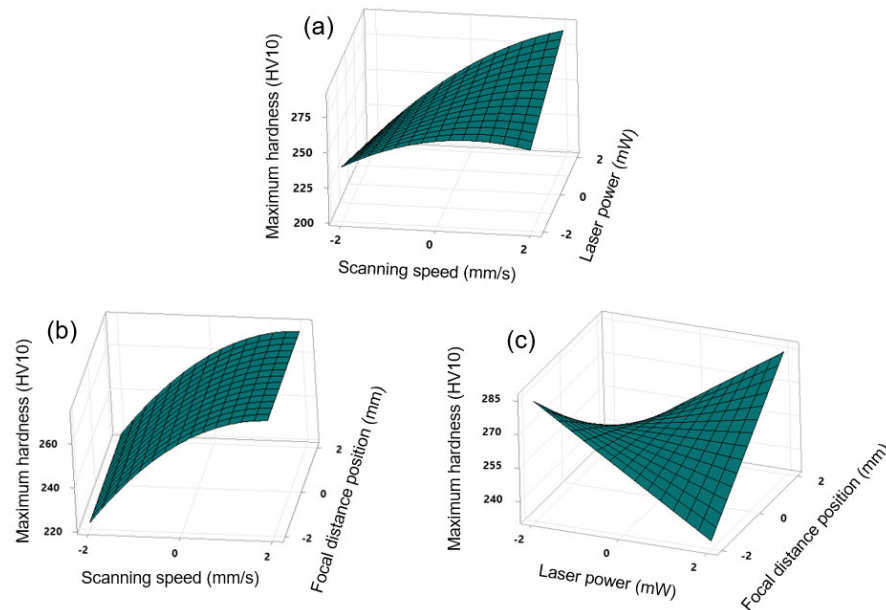 (a)
Maximum hardness (HV10)
275
250
225
200
-2
0
2
Scanning speed (mm/s)
2
0
-2
Laser power (mW)
(b)
Maximum hardness (HV10)
260
240
220
-2
0
2
Scanning speed (mm/s)
2
0
-2
Focal distance position (mm)
(c)
Maximum hardness (HV10)
285
270
255
240
-2
0
2
Laser power (mW)
2
0
-2
Focal distance position (mm)